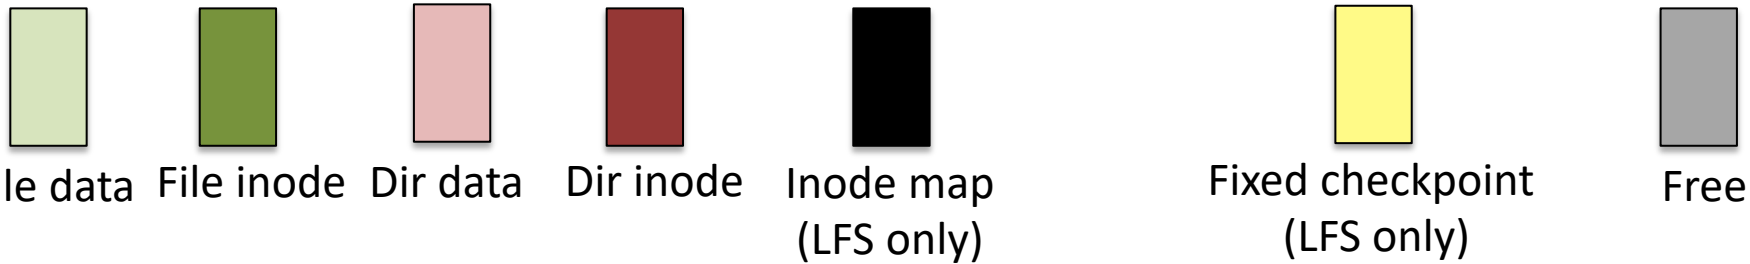 le data File inode Dir data Dir inode Inode map Fixed checkpoint Free
(LFS only) (LFS only)